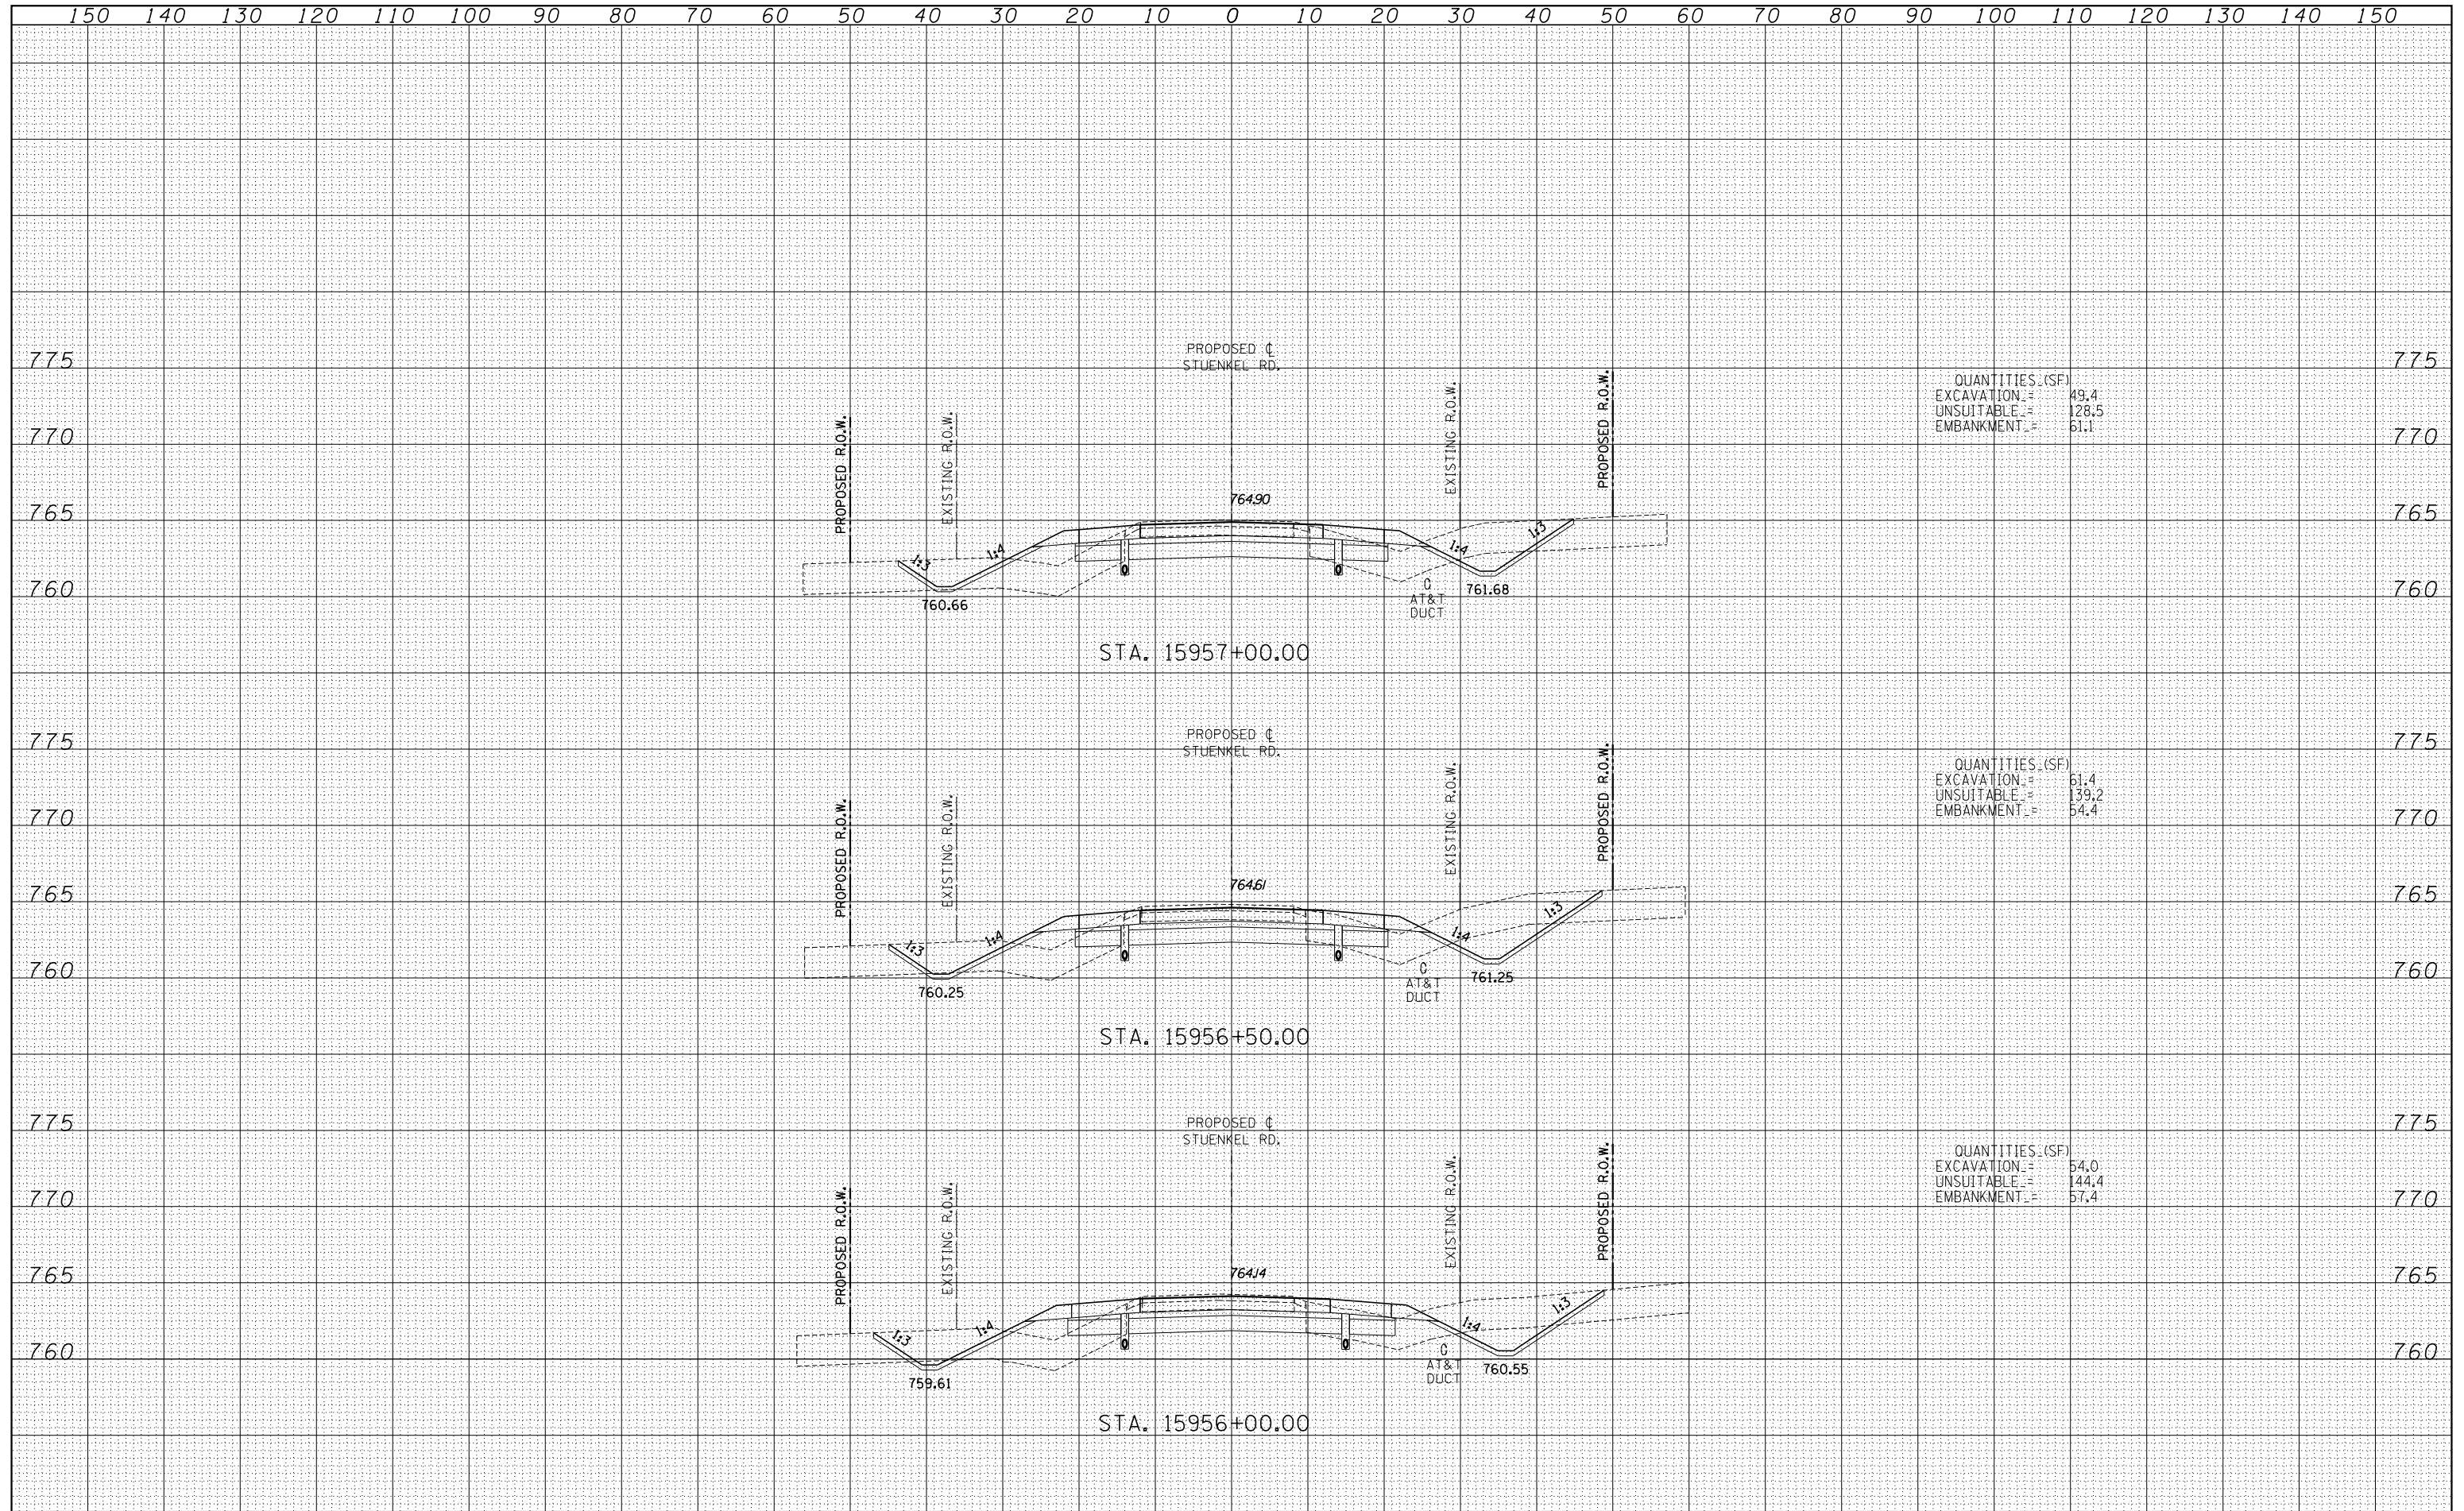 150 140 130 120 110 100 90 80 70 60 50 40 30 20 10 0 10 20 30 40 50 60 70 80 90 100 110 120 130 140 150
PROPOSED ℄
STUENKEL RD.
775 775
QUANTITIES (SF)
EXCAVATION = 49.4
UNSUITABLE = 128.5
EMBANKMENT = 61.1
PROPOSED R.O.W.
EXISTING R.O.W.
EXISTING R.O.W.
PROPOSED R.O.W.
770 770
764.90
765 765
1:3 1:4 1:4 1:3
760 760
760.66
AT&T
DUCT
761.68
STA. 15957+00.00
PROPOSED ℄
STUENKEL RD.
775 775
QUANTITIES (SF)
EXCAVATION = 61.4
UNSUITABLE = 139.2
EMBANKMENT = 54.4
PROPOSED R.O.W.
EXISTING R.O.W.
EXISTING R.O.W.
PROPOSED R.O.W.
770 770
764.61
765 765
1:3 1:4 1:4 1:3
760 760
760.25
AT&T
DUCT
761.25
STA. 15956+50.00
PROPOSED ℄
STUENKEL RD.
775 775
QUANTITIES (SF)
EXCAVATION = 54.0
UNSUITABLE = 144.4
EMBANKMENT = 57.4
PROPOSED R.O.W.
EXISTING R.O.W.
EXISTING R.O.W.
PROPOSED R.O.W.
770 770
764.14
765 765
1:3 1:4 1:4 1:3
760 760
759.61
AT&T
DUCT
760.55
STA. 15956+00.00